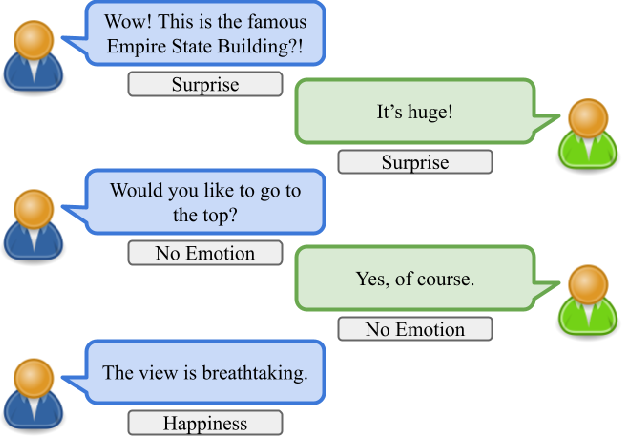 Wow! This is the famous
Empire State Building?!
Surprise
It's huge!
Surprise
Would you like to go to
the top?
No Emotion
Yes, of course.
No Emotion
The view is breathtaking.
Happiness